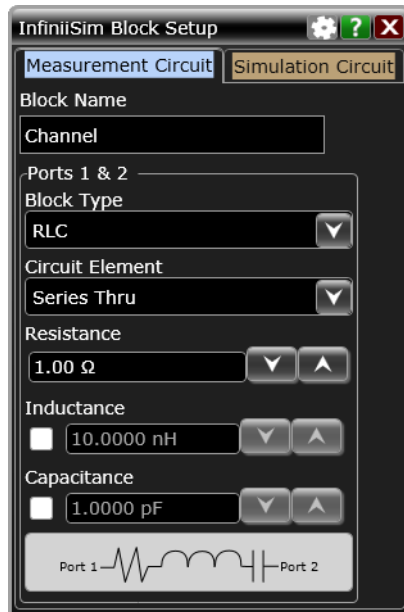 InfiniiSim Block Setup
?
X
Measurement Circuit
Simulation Circuit
Block Name
Channel
Ports 1 & 2
Block Type
RLC
Circuit Element
Series Thru
Resistance
1.00 Ω
Inductance
10.0000 nH
Capacitance
1.0000 pF
Port 1 Port 2